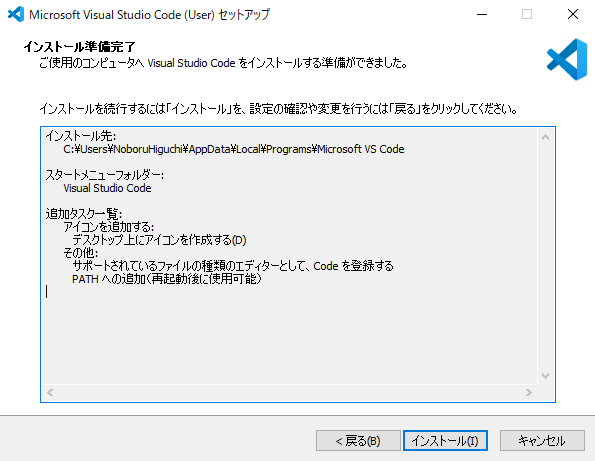 Microsoft Visual Studio Code (User) セットアップ
インストール準備完了
ご使用のコンピュータへ Visual Studio Code をインストールする準備ができました。
インストールを続行するには「インストール」を、設定の確認や変更を行うには「戻る」をクリックしてください。
インストール先:
C:¥Users¥NoboruHiguchi¥AppData¥Local¥Programs¥Microsoft VS Code
スタートメニューフォルダー:
Visual Studio Code
追加タスク一覧:
アイコンを追加する:
デスクトップ上にアイコンを作成する(D)
その他:
サポートされているファイルの種類のエディターとして、Code を登録する
PATH への追加（再起動後に使用可能）
< 戻る(B)
インストール(I)
キャンセル